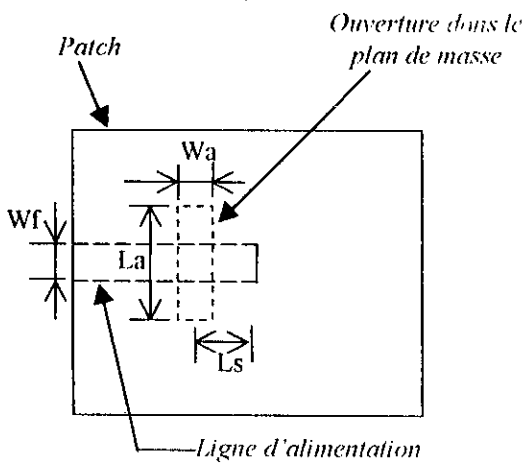 Ouverture dans le
plan de masse
Patch
Wa
Wf
La
Ls
Ligne d'alimentation